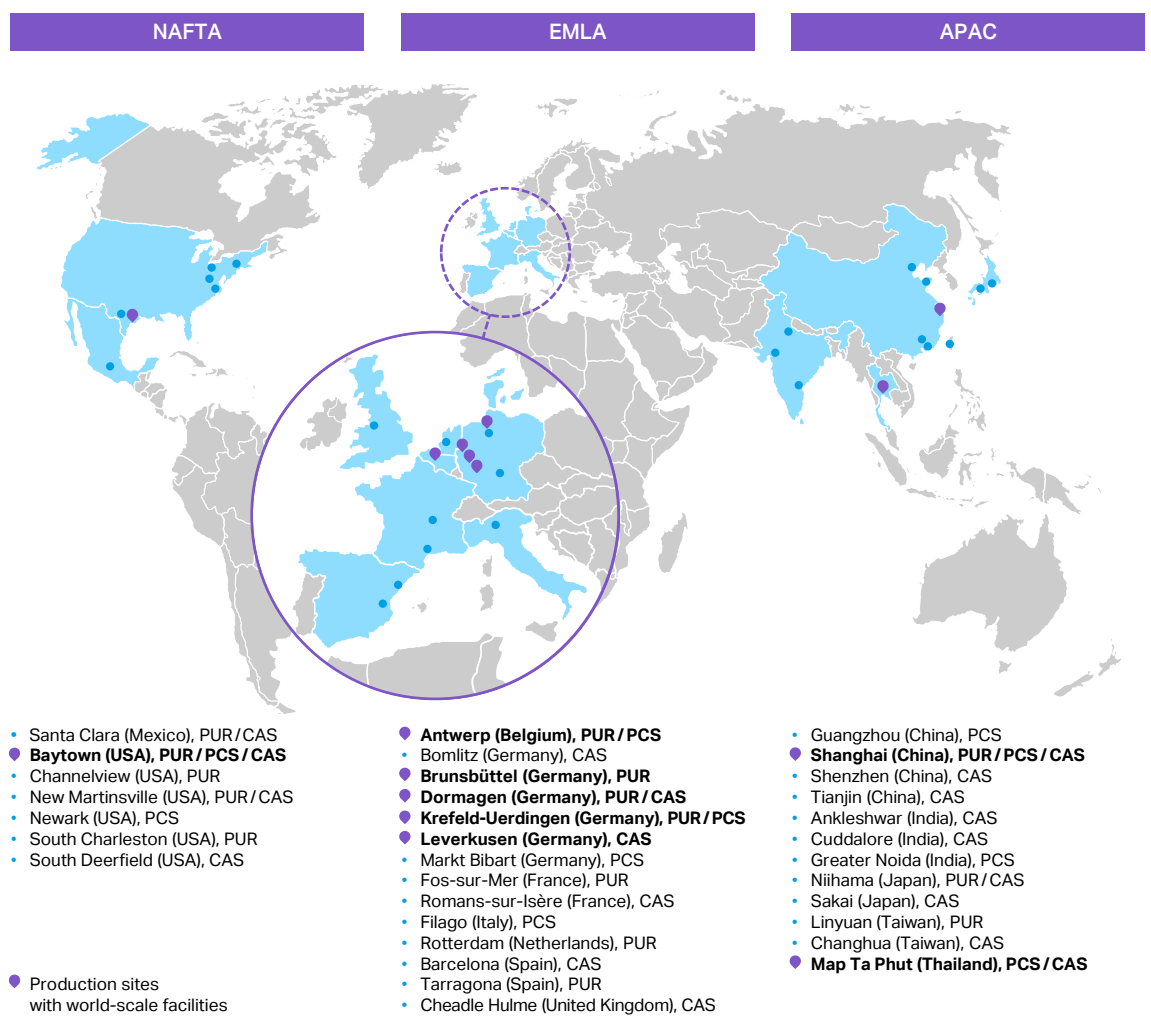 NAFTA
EMLA
APAC
Santa Clara (Mexico), PUR / CAS
Baytown (USA), PUR / PCS / CAS
Channelview (USA), PUR
New Martinsville (USA), PUR / CAS
Newark (USA), PCS
South Charleston (USA), PUR
South Deerfield (USA), CAS
Production sites
with world-scale facilities
Antwerp (Belgium), PUR / PCS
Bomlitz (Germany), CAS
Brunsbüttel (Germany), PUR
Dormagen (Germany), PUR / CAS
Krefeld-Uerdingen (Germany), PUR / PCS
Leverkusen (Germany), CAS
Markt Bibart (Germany), PCS
Fos-sur-Mer (France), PUR
Romans-sur-Isère (France), CAS
Filago (Italy), PCS
Rotterdam (Netherlands), PUR
Barcelona (Spain), CAS
Tarragona (Spain), PUR
Cheadle Hulme (United Kingdom), CAS
Guangzhou (China), PCS
Shanghai (China), PUR / PCS / CAS
Shenzhen (China), CAS
Tianjin (China), CAS
Ankleshwar (India), CAS
Cuddalore (India), CAS
Greater Noida (India), PCS
Niihama (Japan), PUR / CAS
Sakai (Japan), CAS
Linyuan (Taiwan), PUR
Changhua (Taiwan), CAS
Map Ta Phut (Thailand), PCS / CAS